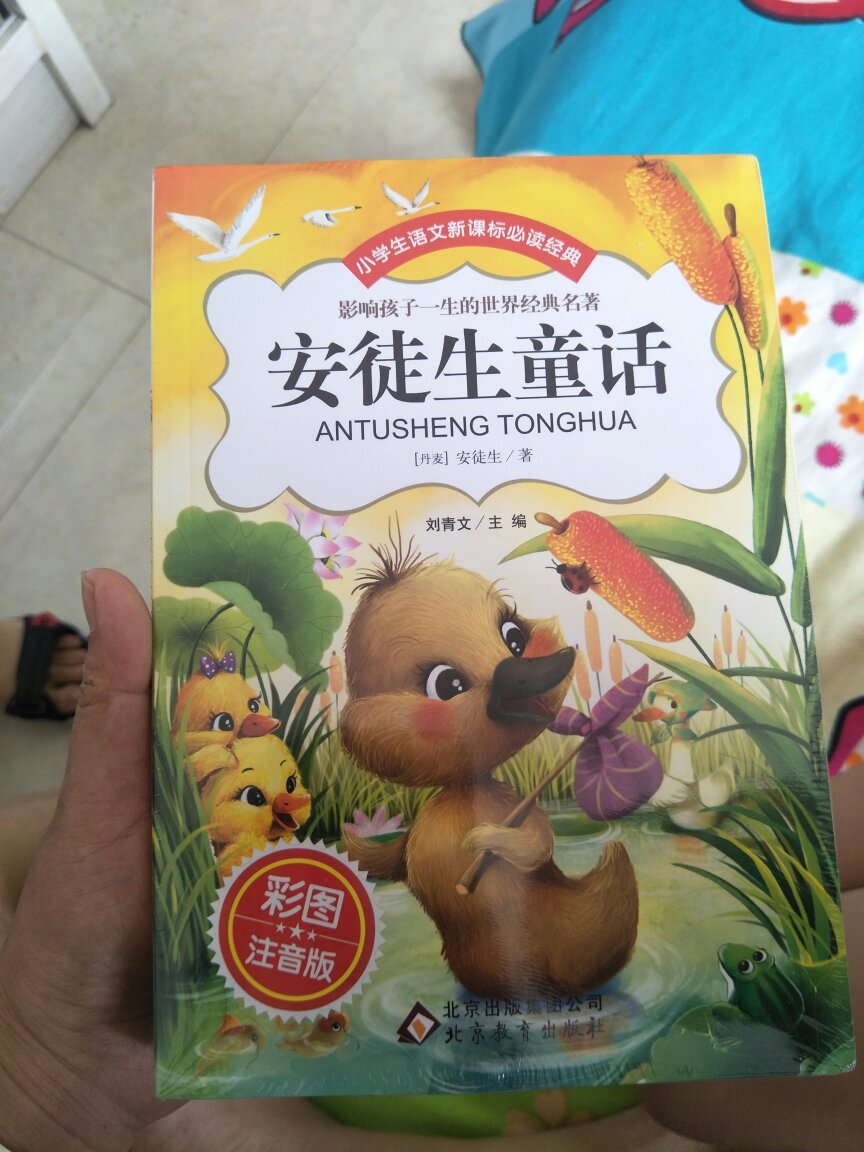 小学生语文新课标必读经典
影响孩子一生的世界经典名著
安徒生童话
ANTUSHENG TONGHUA
[丹麦] 安徒生/著
刘青文/主 编
彩图
注音版
北京出版集团公司
北京教育出版社